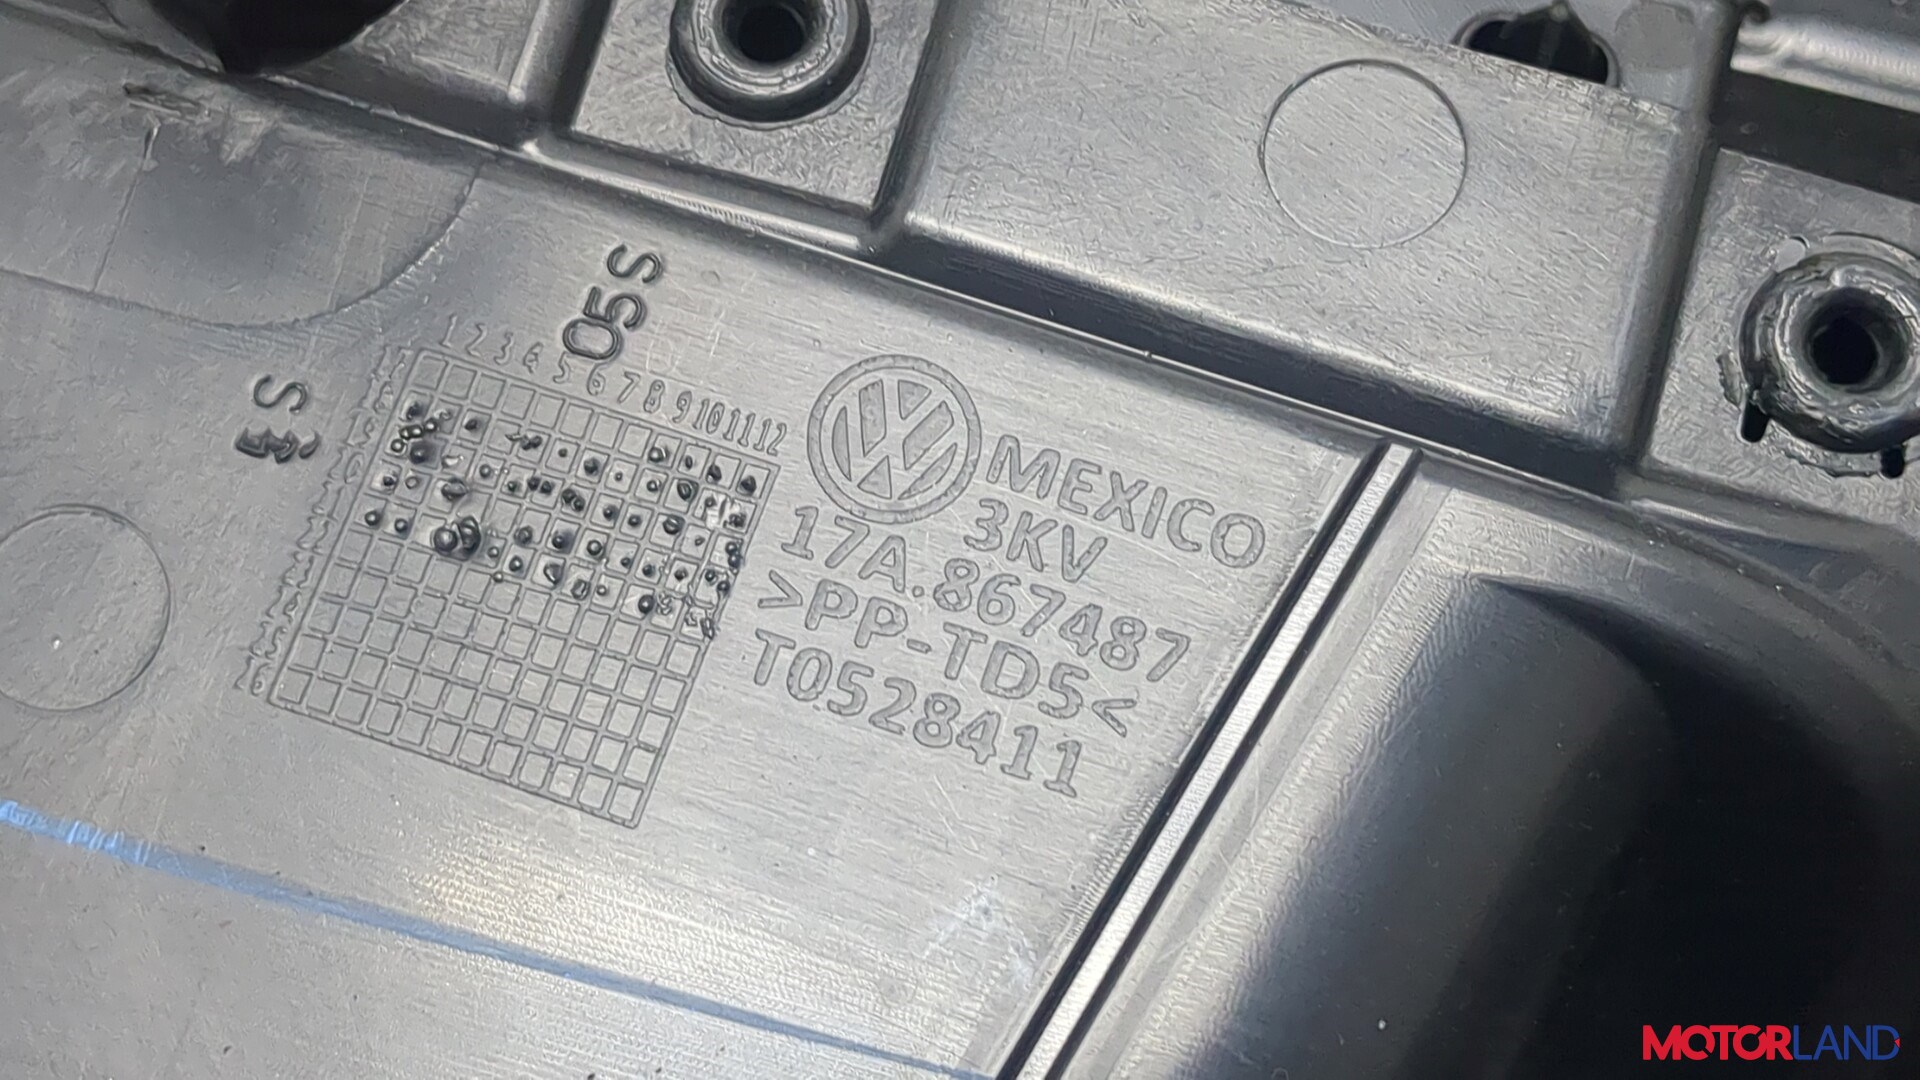 05 S
S
1 2 3 4 5 6 7 8 9 10 11 12
26
MEXICO
3KV
17A.867487
>PP-TD5<
T0528411
MOTORLAND